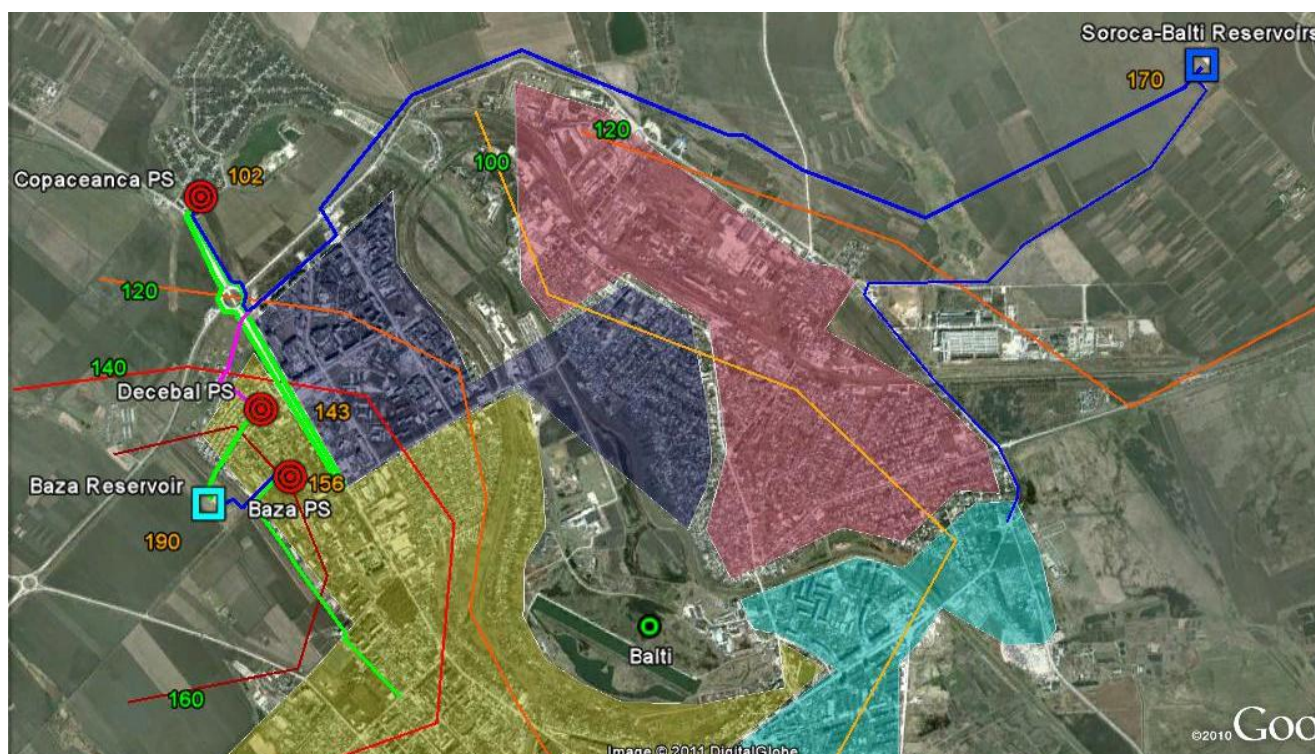 Soroca-Balti Reservoirs
170
120
100
Copaceanca PS
102
120
140
Decebal PS
143
Baza Reservoir
156
Baza PS
190
Balti
160
Image © 2011 DigitalGlobe
©2010 Goo